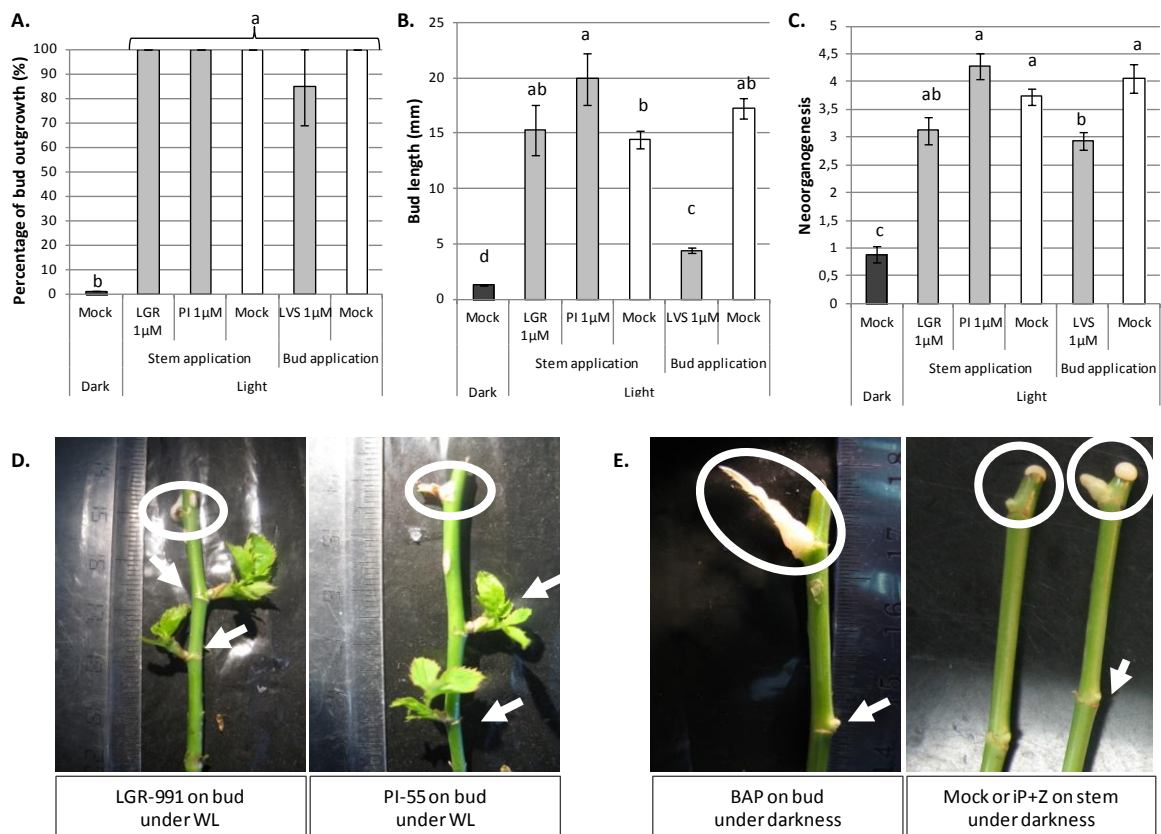 A.
Percentage of bud outgrowth (%)
100
90
80
70
60
50
40
30
20
10
0
a
b
Mock
LGR 1µM
PI 1µM
Mock
LVS 1µM
Mock
Stem application
Bud application
Dark
Light
B.
Bud length (mm)
25
20
15
10
5
0
d
ab
a
b
c
ab
Mock
LGR 1µM
PI 1µM
Mock
LVS 1µM
Mock
Stem application
Bud application
Dark
Light
C.
Neoorganogenesis
4,5
4
3,5
3
2,5
2
1,5
1
0,5
0
c
ab
a
a
b
a
Mock
LGR 1µM
PI 1µM
Mock
LVS 1µM
Mock
Stem application
Bud application
Dark
Light
D.
LGR-991 on bud
under WL
PI-55 on bud
under WL
E.
18
17
16
15
14
BAP on bud
under darkness
Mock or iP+Z on stem
under darkness